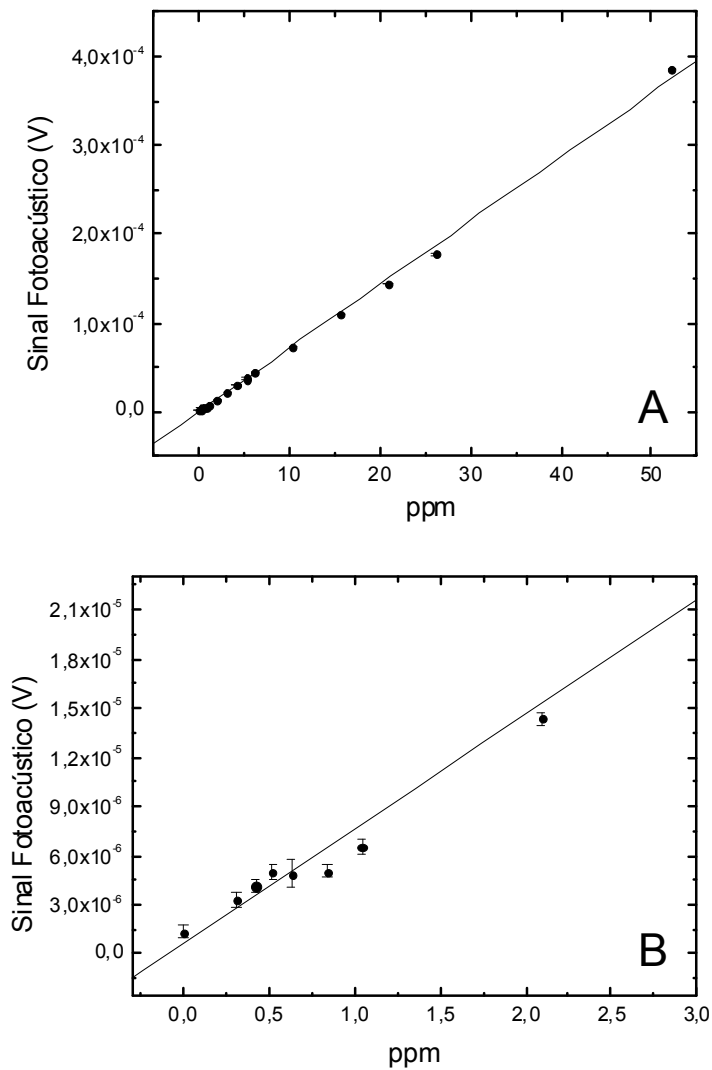 4,0x10⁻⁴
3,0x10⁻⁴
2,0x10⁻⁴
1,0x10⁻⁴
0,0
Sinal Fotoacústico (V)
A
0 10 20 30 40 50
ppm
2,1x10⁻⁵
1,8x10⁻⁵
1,5x10⁻⁵
1,2x10⁻⁵
9,0x10⁻⁶
6,0x10⁻⁶
3,0x10⁻⁶
0,0
Sinal Fotoacústico (V)
B
0,0 0,5 1,0 1,5 2,0 2,5 3,0
ppm